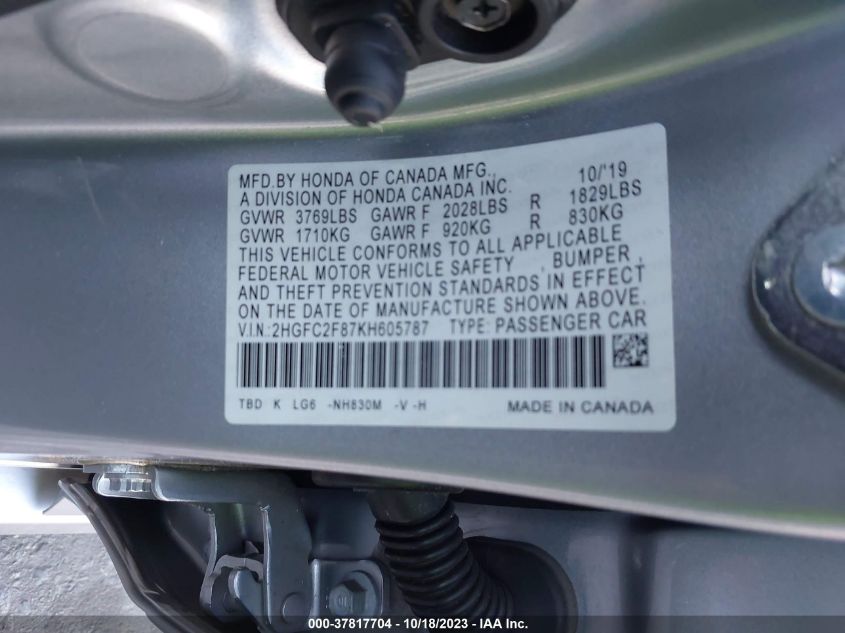 MFD.BY HONDA OF CANADA MFG., 10/'19
A DIVISION OF HONDA CANADA INC.
GVWR 3769LBS GAWR F 2028LBS R 1829LBS
GVWR 1710KG GAWR F 920KG R 830KG
THIS VEHICLE CONFORMS TO ALL APPLICABLE
FEDERAL MOTOR VEHICLE SAFETY , BUMPER ,
AND THEFT PREVENTION STANDARDS IN EFFECT
ON THE DATE OF MANUFACTURE SHOWN ABOVE.
V.I.N.:2HGFC2F87KH605787 TYPE: PASSENGER CAR
TBD K LG6 -NH830M -V -H MADE IN CANADA
000-37817704 - 10/18/2023 - IAA Inc.